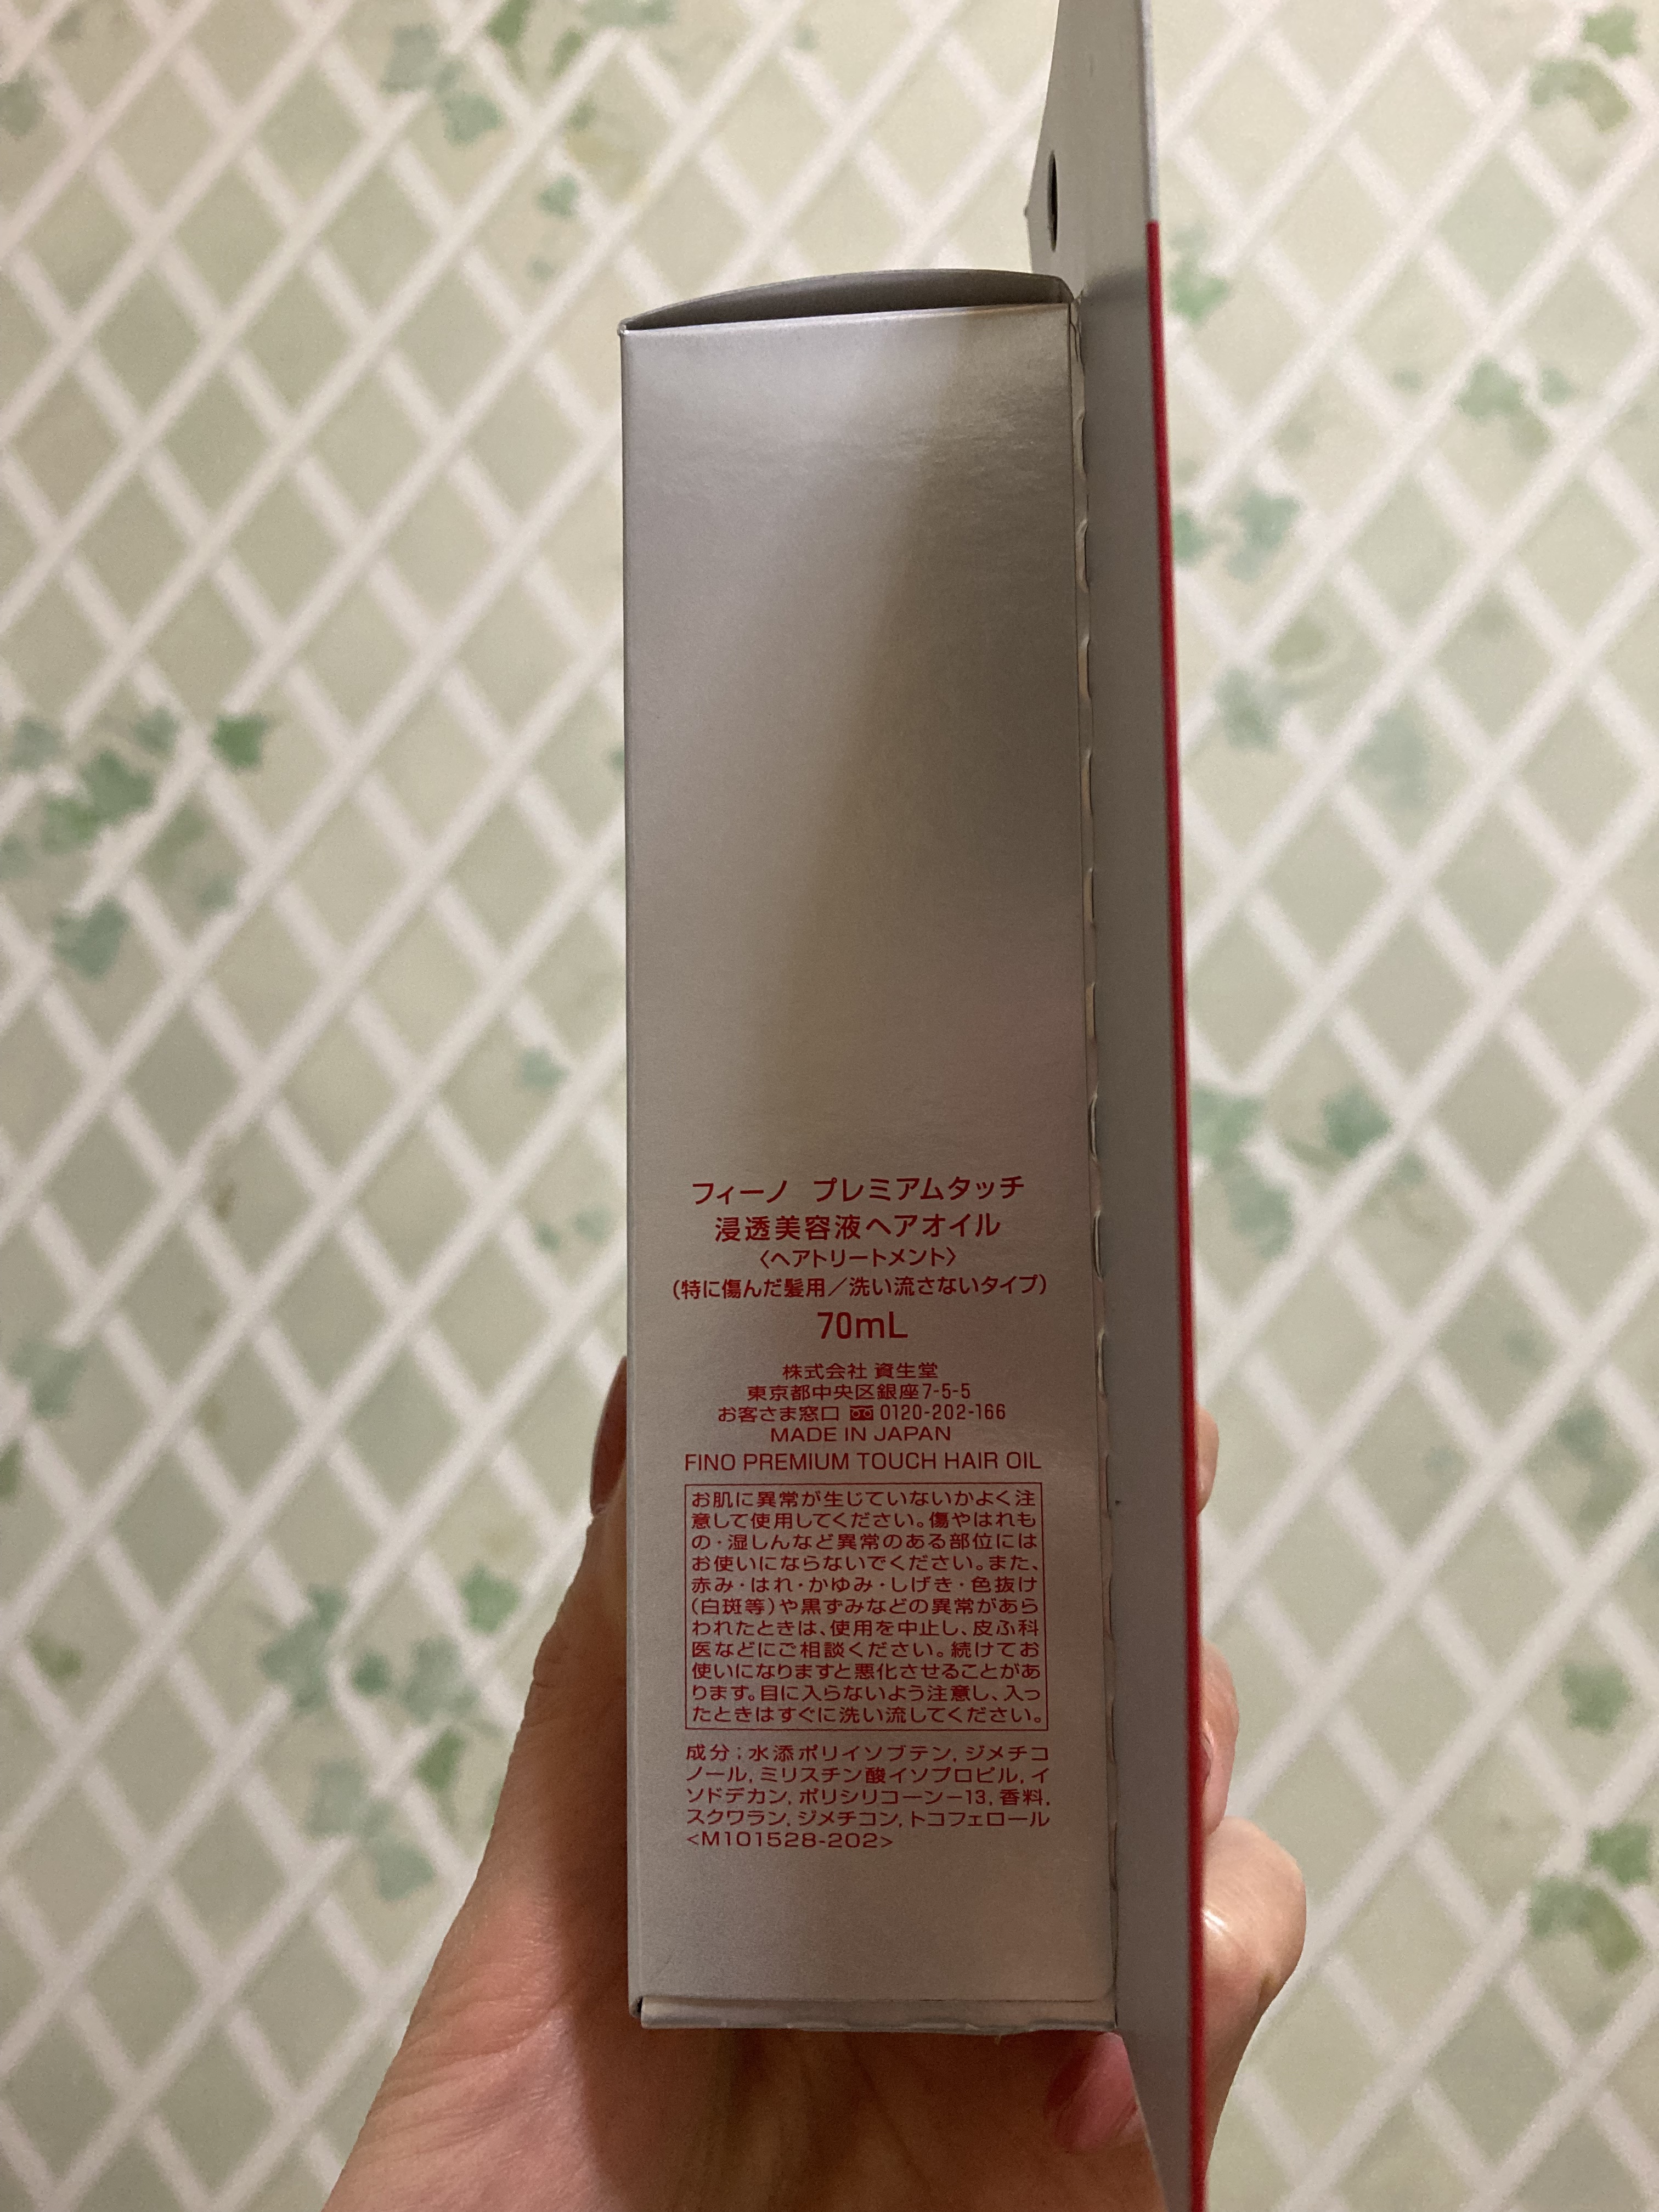 フィーノ プレミアムタッチ
浸透美容液ヘアオイル
〈ヘアトリートメント〉
(特に傷んだ髪用/洗い流さないタイプ)
70mL
株式会社 資生堂
東京都中央区銀座7-5-5
お客さま窓口 0120-202-166
MADE IN JAPAN
FINO PREMIUM TOUCH HAIR OIL
お肌に異常が生じていないかよく注
意して使用してください。傷やはれも
の・湿しんなど異常のある部位には
お使いにならないでください。また、
赤み・はれ・かゆみ・しげき・色抜け
(白斑等)や黒ずみなどの異常があら
われたときは、使用を中止し、皮ふ科
医などにご相談ください。続けてお
使いになりますと悪化させることがあ
ります。目に入らないよう注意し、入っ
たときはすぐに洗い流してください。
成分;水添ポリイソブテン, ジメチコ
ノール, ミリスチン酸イソプロピル, イ
ソドデカン, ポリシリコーン-13, 香料,
スクワラン, ジメチコン, トコフェロール
<M101528-202>